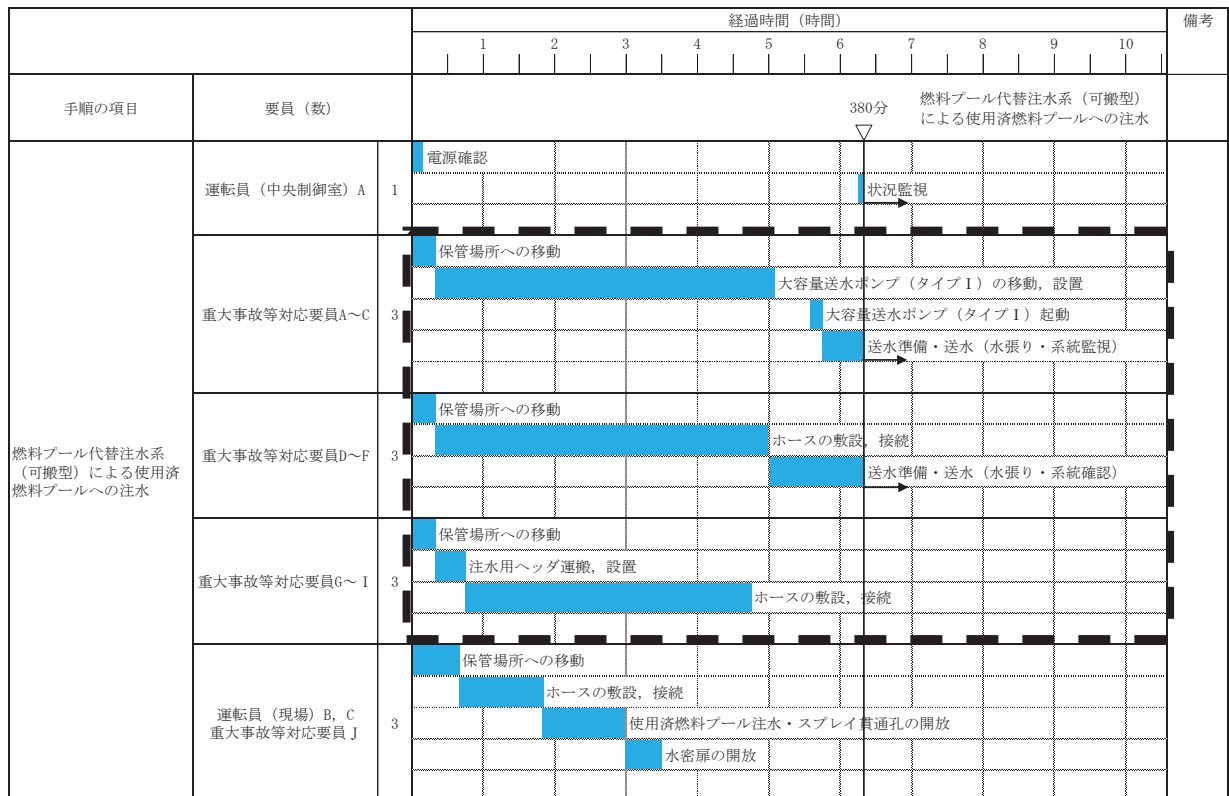 経過時間（時間）
備考
1 2 3 4 5 6 7 8 9 10
手順の項目
要員（数）
380分
燃料プール代替注水系（可搬型）
による使用済燃料プールへの注水
▽
燃料プール代替注水系
（可搬型）による使用済
燃料プールへの注水
運転員（中央制御室）A
1
電源確認
状況監視
重大事故等対応要員A～C
3
保管場所への移動
大容量送水ポンプ（タイプⅠ）の移動，設置
大容量送水ポンプ（タイプⅠ）起動
送水準備・送水（水張り・系統監視）
重大事故等対応要員D～F
3
保管場所への移動
ホースの敷設，接続
送水準備・送水（水張り・系統確認）
重大事故等対応要員G～I
3
保管場所への移動
注水用ヘッダ運搬，設置
ホースの敷設，接続
運転員（現場）B，C
重大事故等対応要員J
3
保管場所への移動
ホースの敷設，接続
使用済燃料プール注水・スプレイ貫通孔の開放
水密扉の開放